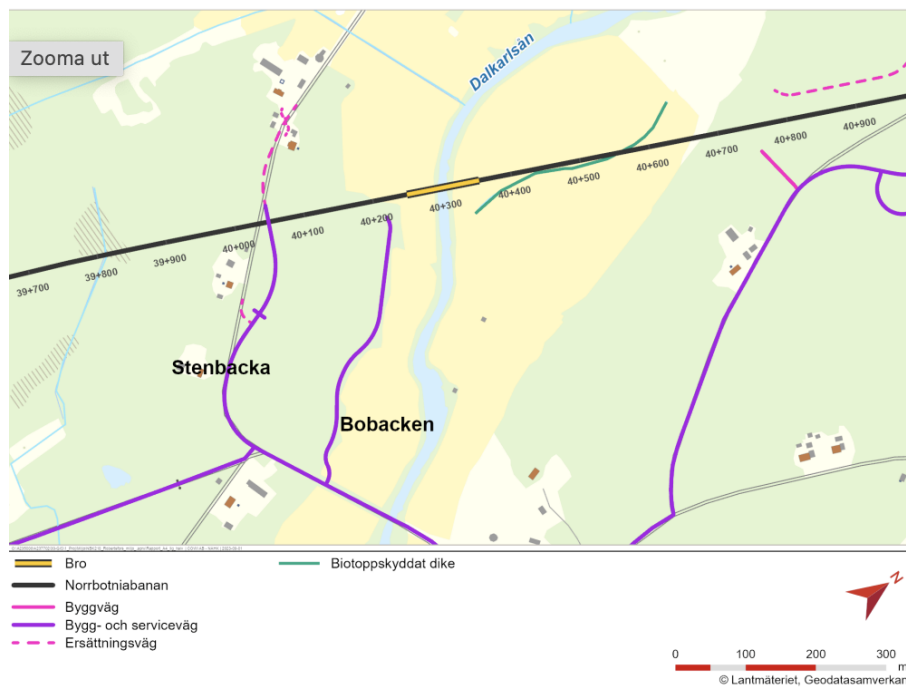 Zooma ut
Dalkarlsån
39+700
39+800
39+900
40+000
40+100
40+200
40+300
40+400
40+500
40+600
40+700
40+800
40+900
Stenbacka
Bobacken
Bro
Norrbotniabanan
Byggväg
Bygg- och serviceväg
Ersättningsväg
Biotoppskyddat dike
N
0 100 200 300
m
© Lantmäteriet, Geodatasamverkan